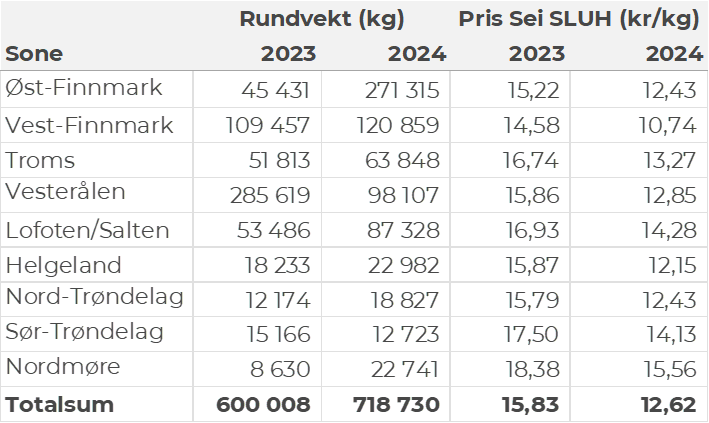 Rundvekt (kg) Pris Sei SLUH (kr/kg)
Sone 2023 2024 2023 2024
Øst-Finnmark 45 431 271 315 15,22 12,43
Vest-Finnmark 109 457 120 859 14,58 10,74
Troms 51 813 63 848 16,74 13,27
Vesterålen 285 619 98 107 15,86 12,85
Lofoten/Salten 53 486 87 328 16,93 14,28
Helgeland 18 233 22 982 15,87 12,15
Nord-Trøndelag 12 174 18 827 15,79 12,43
Sør-Trøndelag 15 166 12 723 17,50 14,13
Nordmøre 8 630 22 741 18,38 15,56
Totalsum 600 008 718 730 15,83 12,62